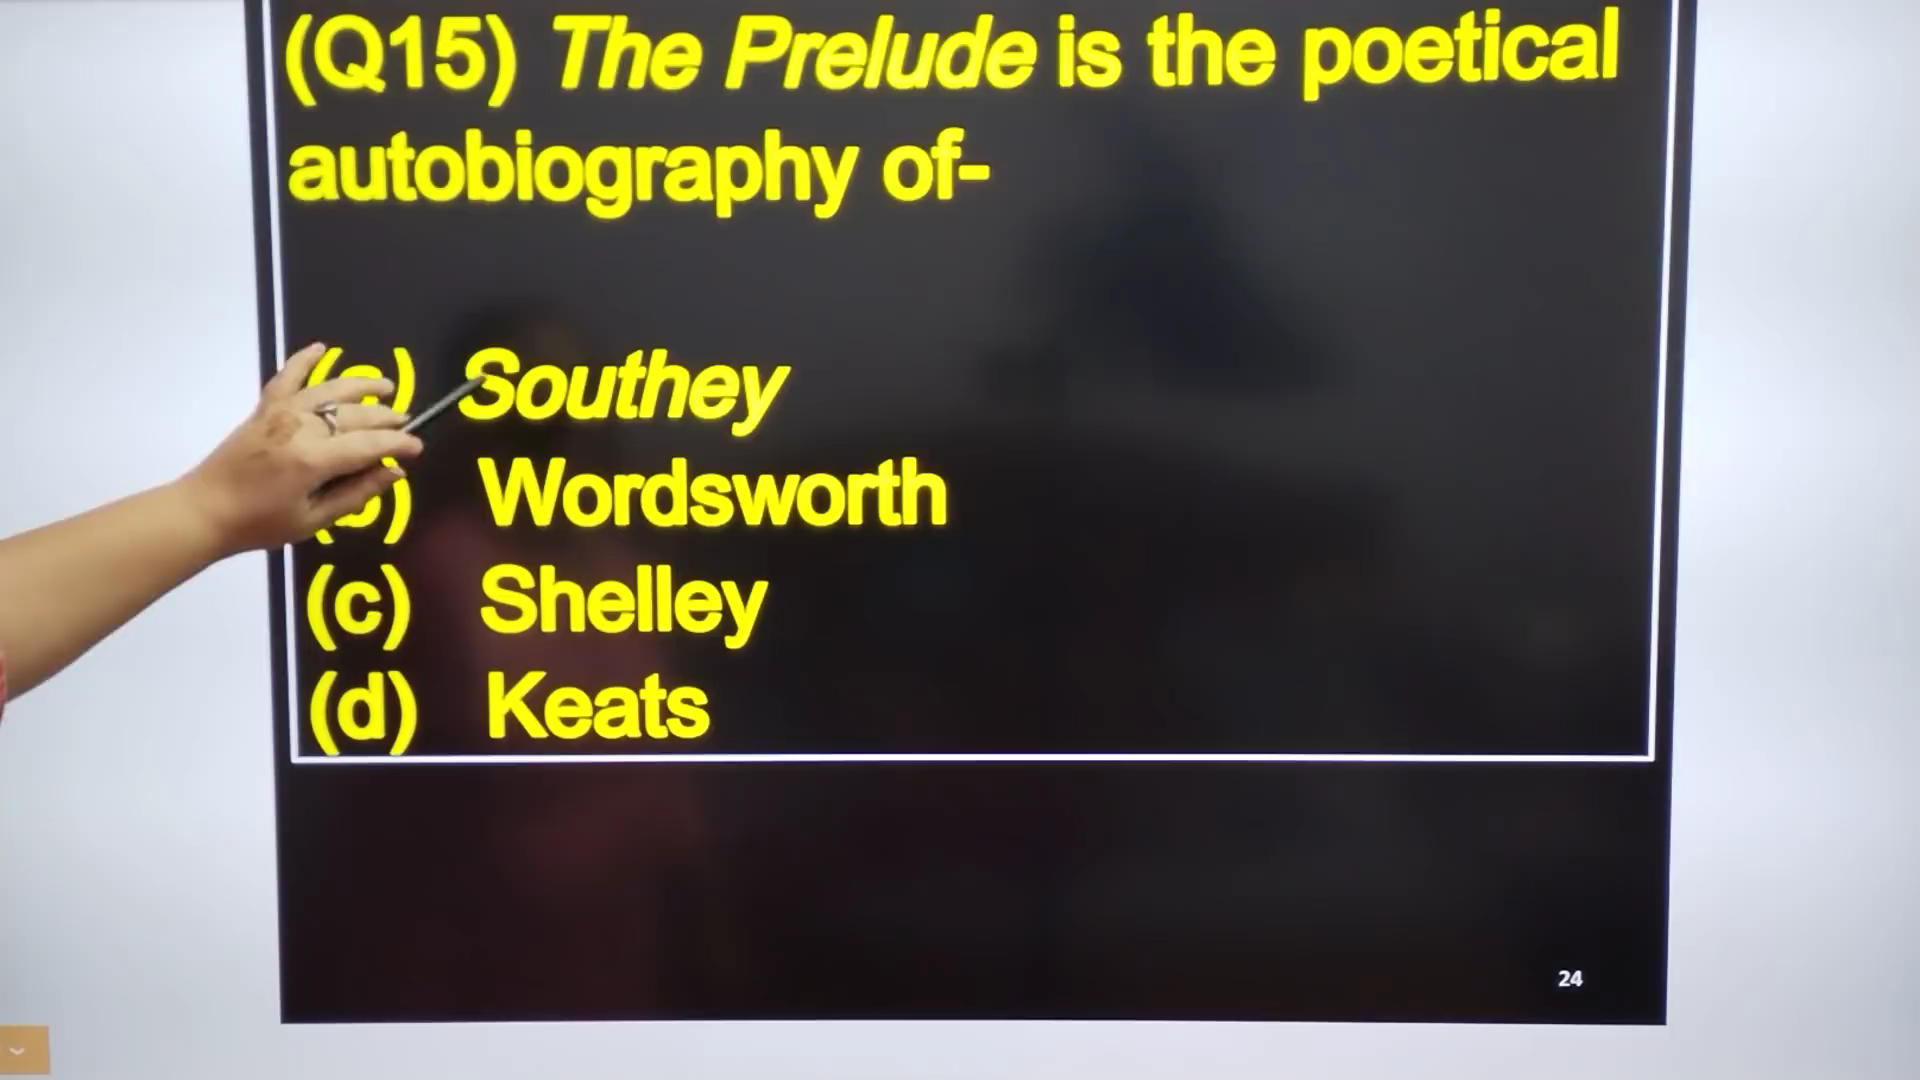 (Q15) The Prelude is the poetical
autobiography of-
(a) Southey
(b) Wordsworth
(c) Shelley
(d) Keats
24